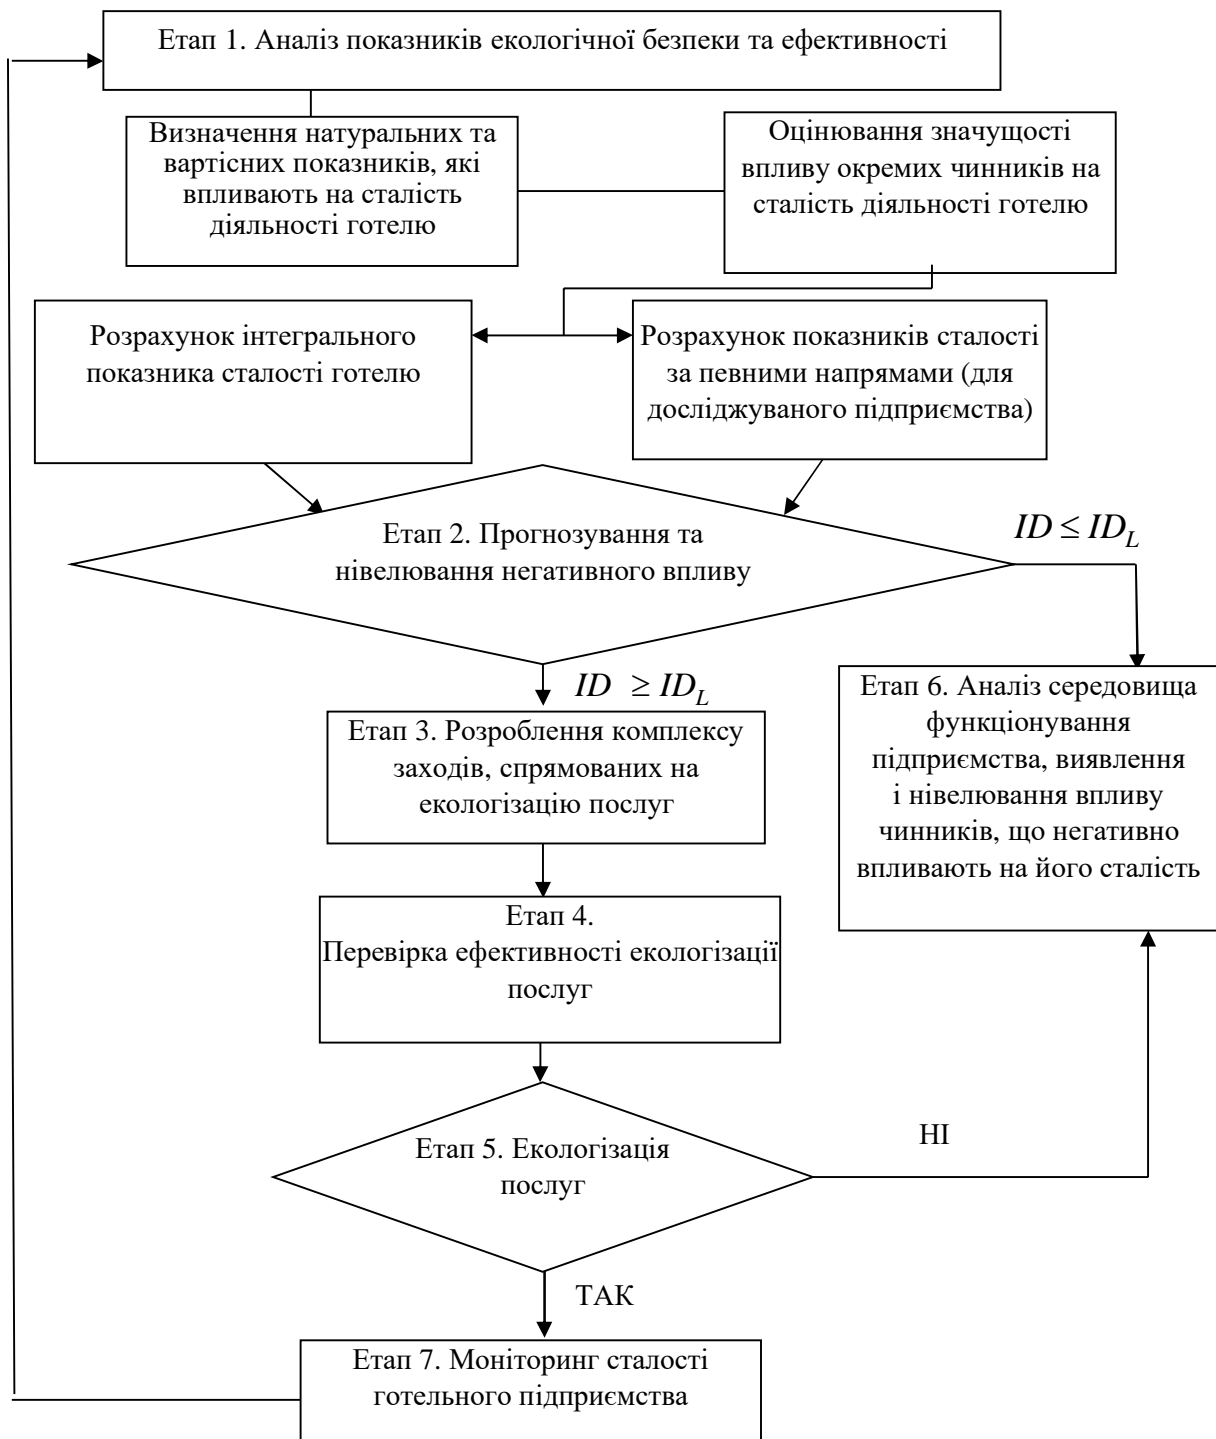 Етап 1. Аналіз показників екологічної безпеки та ефективності
Визначення натуральних та
вартісних показників, які
впливають на сталість
діяльності готелю
Оцінювання значущості
впливу окремих чинників на
сталість діяльності готелю
Розрахунок інтегрального
показника сталості готелю
Розрахунок показників сталості
за певними напрямами (для
досліджуваного підприємства)
Етап 2. Прогнозування та
нівелювання негативного впливу
ID ≤ ID_L
ID ≥ ID_L
Етап 3. Розроблення комплексу
заходів, спрямованих на
екологізацію послуг
Етап 6. Аналіз середовища
функціонування
підприємства, виявлення
і нівелювання впливу
чинників, що негативно
впливають на його сталість
Етап 4.
Перевірка ефективності екологізації
послуг
Етап 5. Екологізація
послуг
НІ
ТАК
Етап 7. Моніторинг сталості
готельного підприємства